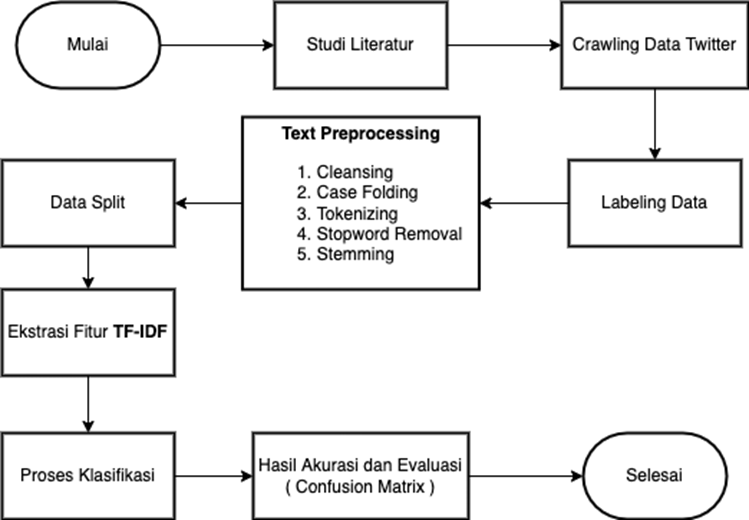 Mulai
Studi Literatur
Crawling Data Twitter
Labeling Data
Text Preprocessing
1. Cleansing
2. Case Folding
3. Tokenizing
4. Stopword Removal
5. Stemming
Data Split
Ekstrasi Fitur TF-IDF
Proses Klasifikasi
Hasil Akurasi dan Evaluasi
( Confusion Matrix )
Selesai